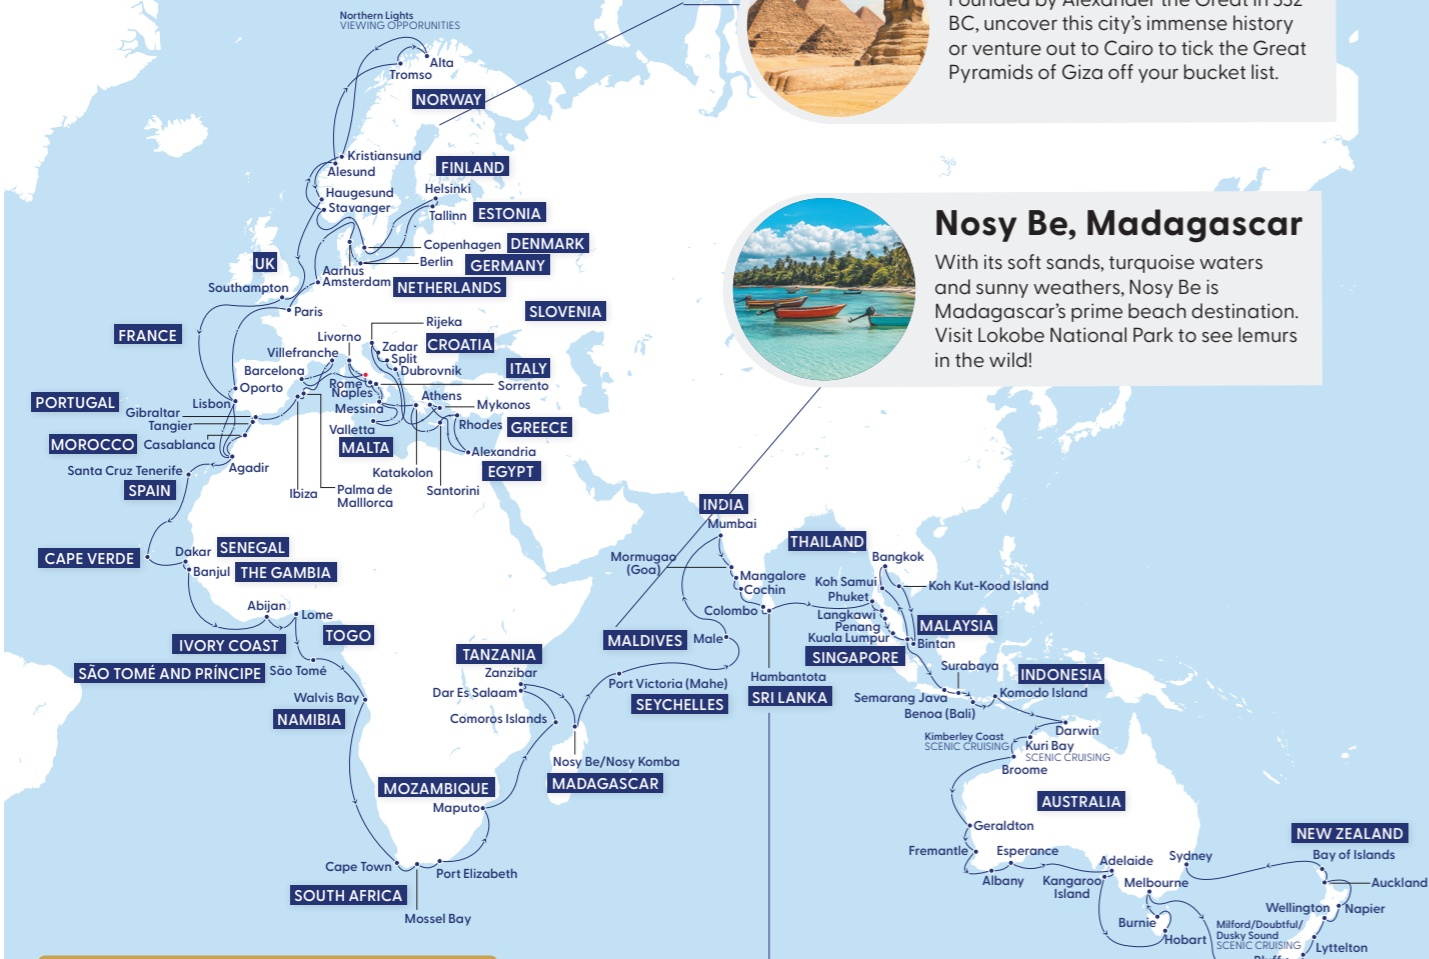 Founded by Alexander the Great in 332
BC, uncover this city's immense history
or venture out to Cairo to tick the Great
Pyramids of Giza off your bucket list.
Northern Lights
VIEWING OPPORUNITIES
Alta
Tromso
NORWAY
Kristiansund
Alesund
FINLAND
Haugesund
Helsinki
Stavanger
Tallinn
ESTONIA
Nosy Be, Madagascar
With its soft sands, turquoise waters
and sunny weathers, Nosy Be is
Madagascar's prime beach destination.
Visit Lokobe National Park to see lemurs
in the wild!
Copenhagen
DENMARK
UK
Berlin
GERMANY
Aarhus
Amsterdam
NETHERLANDS
Southampton
Paris
SLOVENIA
FRANCE
Livorno
Rijeka
Villefranche
Zadar
CROATIA
Split
Barcelona
Dubrovnik
ITALY
Rome
Sorrento
Oporto
Naples
Athens
PORTUGAL
Lisbon
Messina
Mykonos
Gibraltar
Tangier
Valletta
Rhodes
GREECE
MOROCCO
Casablanca
MALTA
Alexandria
Santa Cruz Tenerife
Agadir
Katakolon
EGYPT
SPAIN
Ibiza
Palma de
Malllorca
Santorini
INDIA
Mumbai
CAPE VERDE
Dakar
SENEGAL
Banjul
THE GAMBIA
Mormugao
(Goa)
Mangalore
Cochin
Colombo
THAILAND
Bangkok
Koh Samui
Koh Kut-Kood Island
Phuket
Langkawi
Penang
MALAYSIA
Kuala Lumpur
Bintan
SINGAPORE
Abijan
Lome
TOGO
IVORY COAST
SÃO TOMÉ AND PRÍNCIPE
São Tomé
MALDIVES
Male
TANZANIA
Zanzibar
Dar Es Salaam
Port Victoria (Mahe)
SEYCHELLES
Hambantota
SRI LANKA
Surabaya
INDONESIA
Semarang Java
Komodo Island
Benoa (Bali)
Walvis Bay
NAMIBIA
Comoros Islands
Nosy Be/Nosy Komba
MADAGASCAR
Darwin
Kimberley Coast
SCENIC CRUISING
Kuri Bay
SCENIC CRUISING
Broome
MOZAMBIQUE
Maputo
AUSTRALIA
Geraldton
NEW ZEALAND
Fremantle
Esperance
Adelaide
Sydney
Bay of Islands
Cape Town
Port Elizabeth
Albany
Kangaroo
Island
Melbourne
Auckland
SOUTH AFRICA
Mossel Bay
Burnie
Hobart
Wellington
Napier
Milford/Doubtful/
Dusky Sound
SCENIC CRUISING
Lyttelton
Bluff